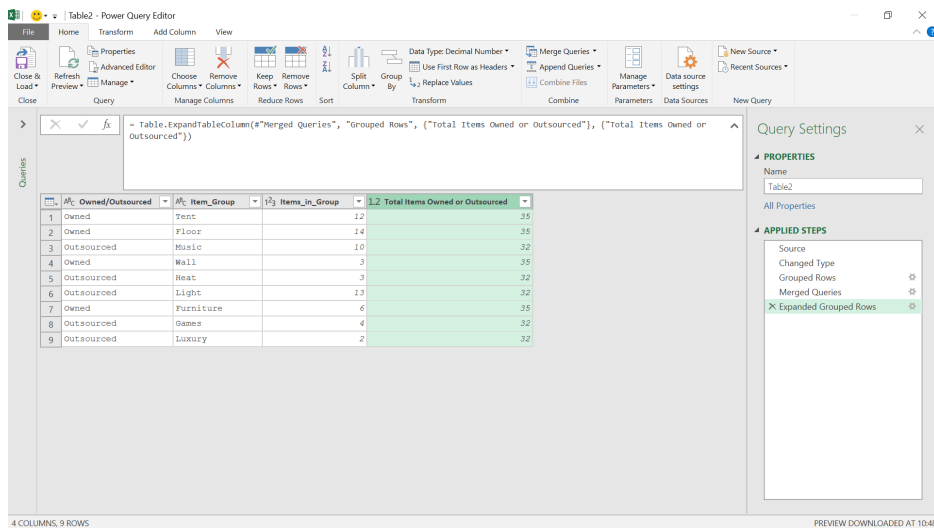 Table2 - Power Query Editor
File Home Transform Add Column View
Close & Load
Refresh Preview
Properties
Advanced Editor
Manage
Choose Columns
Remove Columns
Keep Rows
Remove Rows
Split Column
Group By
Data Type: Decimal Number
Use First Row as Headers
Replace Values
Merge Queries
Append Queries
Combine Files
Manage Parameters
Data source settings
New Source
Recent Sources
Close Query Manage Columns Reduce Rows Sort Transform Combine Parameters Data Sources New Query
Queries
fx
= Table.ExpandTableColumn(#"Merged Queries", "Grouped Rows", {"Total Items Owned or Outsourced"}, {"Total Items Owned or
Outsourced"})
ABC Owned/Outsourced ABC Item_Group 123 Items_in_Group 1.2 Total Items Owned or Outsourced
1 Owned Tent 12 35
2 Owned Floor 14 35
3 Outsourced Music 10 32
4 Owned Wall 3 35
5 Outsourced Heat 3 32
6 Outsourced Light 13 32
7 Owned Furniture 6 35
8 Outsourced Games 4 32
9 Outsourced Luxury 2 32
Query Settings
PROPERTIES
Name
Table2
All Properties
APPLIED STEPS
Source
Changed Type
Grouped Rows
Merged Queries
Expanded Grouped Rows
4 COLUMNS, 9 ROWS
PREVIEW DOWNLOADED AT